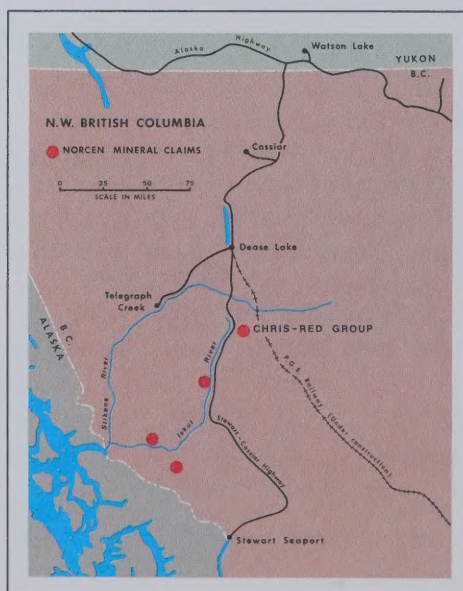 Alaska Highway
Watson Lake
YUKON
B.C.
N.W. BRITISH COLUMBIA
NORCEN MINERAL CLAIMS
0 25 50 75
SCALE IN MILES
Cassiar
Dease Lake
Telegraph
Creek
B.C.
ALASKA
CHRIS-RED GROUP
Stikene River
Iskut River
P.G.E. Railway (Under construction)
Stewart-Cassiar Highway
Stewart Seaport